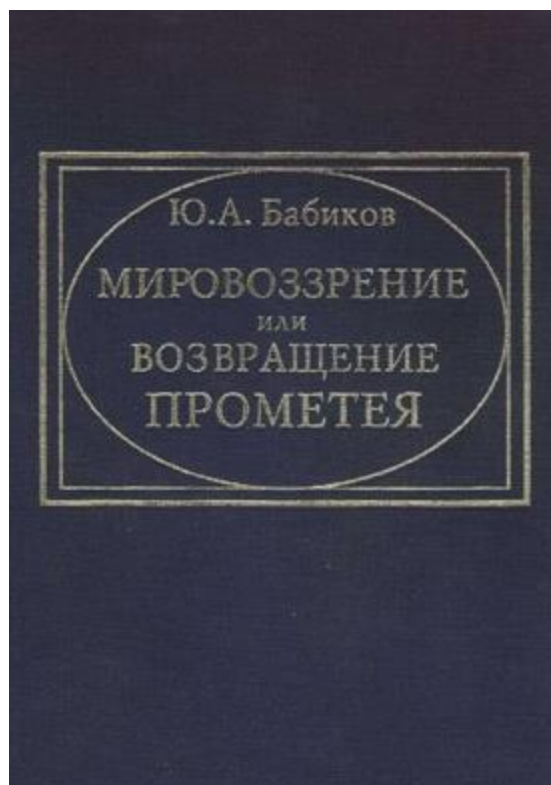 Ю.А. Бабиков
МИРОВОЗЗРЕНИЕ
ИЛИ
ВОЗВРАЩЕНИЕ
ПРОМЕТЕЯ